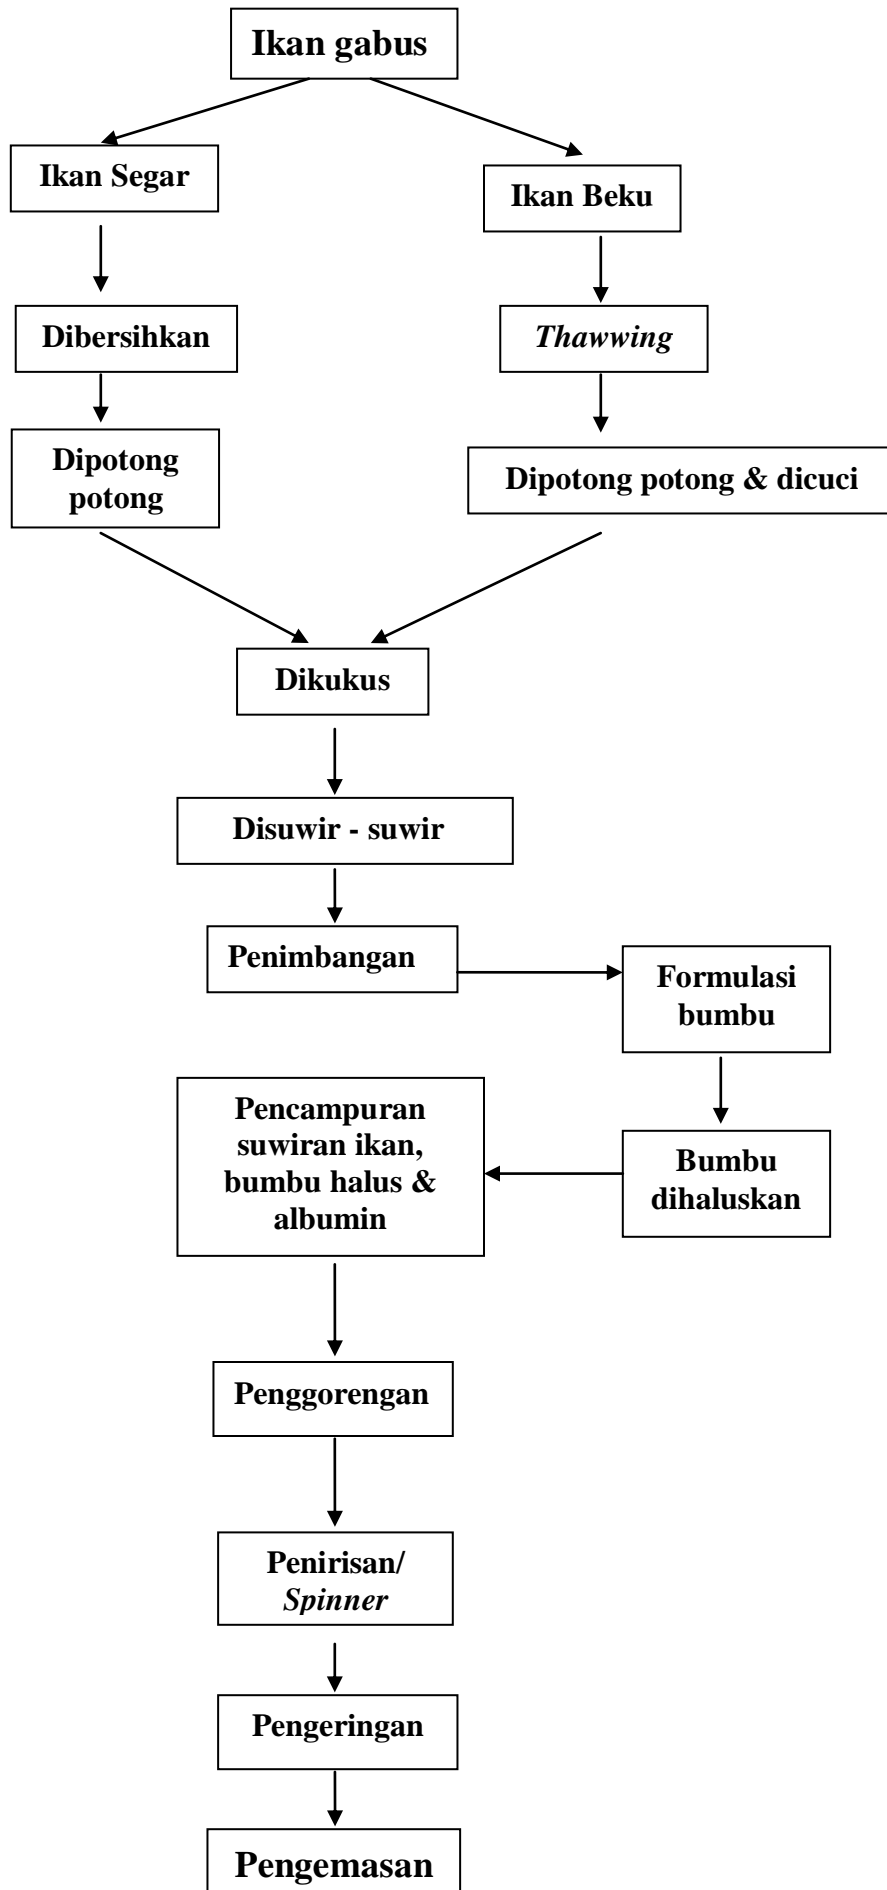 Ikan gabus
Ikan Segar
Ikan Beku
Dibersihkan
Thawwing
Dipotong
potong
Dipotong potong & dicuci
Dikukus
Disuwir - suwir
Penimbangan
Formulasi
bumbu
Pencampuran
suwiran ikan,
bumbu halus &
albumin
Bumbu
dihaluskan
Penggorengan
Penirisan/
Spinner
Pengeringan
Pengemasan